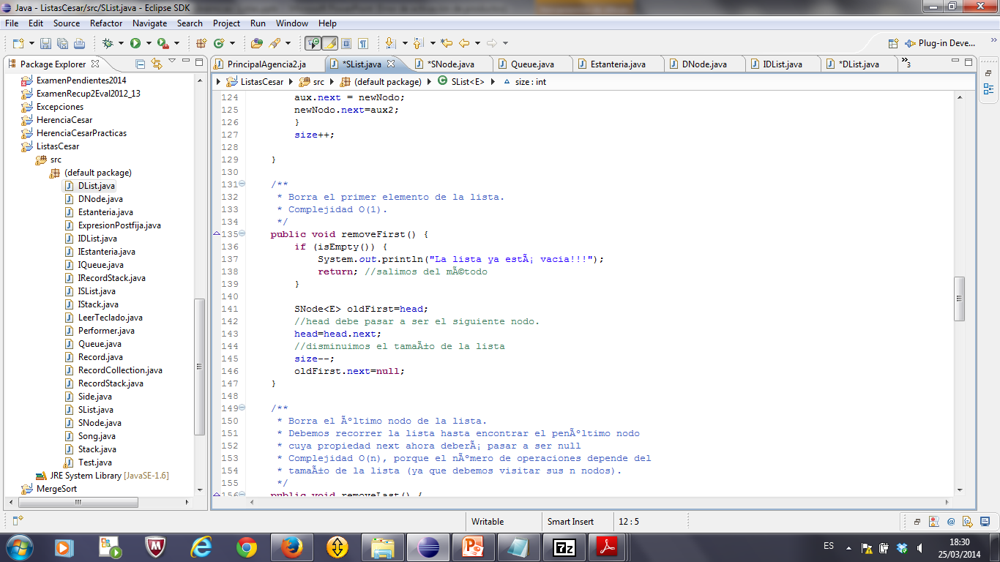 Java - ListasCesar/src/SList.java - Eclipse SDK
File Edit Source Refactor Navigate Search Project Run Window Help
Plug-in Deve...
Package Explorer
PrincipalAgencia2.ja *SList.java *SNode.java Queue.java Estanteria.java DNode.java IDList.java *DList.java 3
ListasCesar src (default package) SList<E> size : int
ExamenPendientes2014
ExamenRecup2Eval2012_13
Excepciones
HerenciaCesar
HerenciaCesarPracticas
ListasCesar
src
(default package)
DList.java
DNode.java
Estanteria.java
ExpresionPostfija.java
IDList.java
IEstanteria.java
IQueue.java
IRecordStack.java
ISList.java
IStack.java
LeerTeclado.java
Performer.java
Queue.java
Record.java
RecordCollection.java
RecordStack.java
Side.java
SList.java
SNode.java
Song.java
Stack.java
Test.java
JRE System Library [JavaSE-1.6]
MergeSort
124 aux.next = newNodo;
125 newNodo.next=aux2;
126 }
127 size++;
128
129 }
130
131 /**
132 * Borra el primer elemento de la lista.
133 * Complejidad O(1).
134 */
135 public void removeFirst() {
136 if (isEmpty()) {
137 System.out.println("La lista ya estÃ¡ vacia!!!");
138 return; //salimos del mÃ©todo
139 }
140
141 SNode<E> oldFirst=head;
142 //head debe pasar a ser el siguiente nodo.
143 head=head.next;
144 //disminuimos el tamaÃ±o de la lista
145 size--;
146 oldFirst.next=null;
147 }
148
149 /**
150 * Borra el Ãºltimo nodo de la lista.
151 * Debemos recorrer la lista hasta encontrar el penÃºltimo nodo
152 * cuya propiedad next ahora deberÃ¡ pasar a ser null
153 * Complejidad O(n), porque el nÃºmero de operaciones depende del
154 * tamaÃ±o de la lista (ya que debemos visitar sus n nodos).
155 */
156 public void removeLast() {
Writable Smart Insert 12 : 5
ES 18:30
25/03/2014